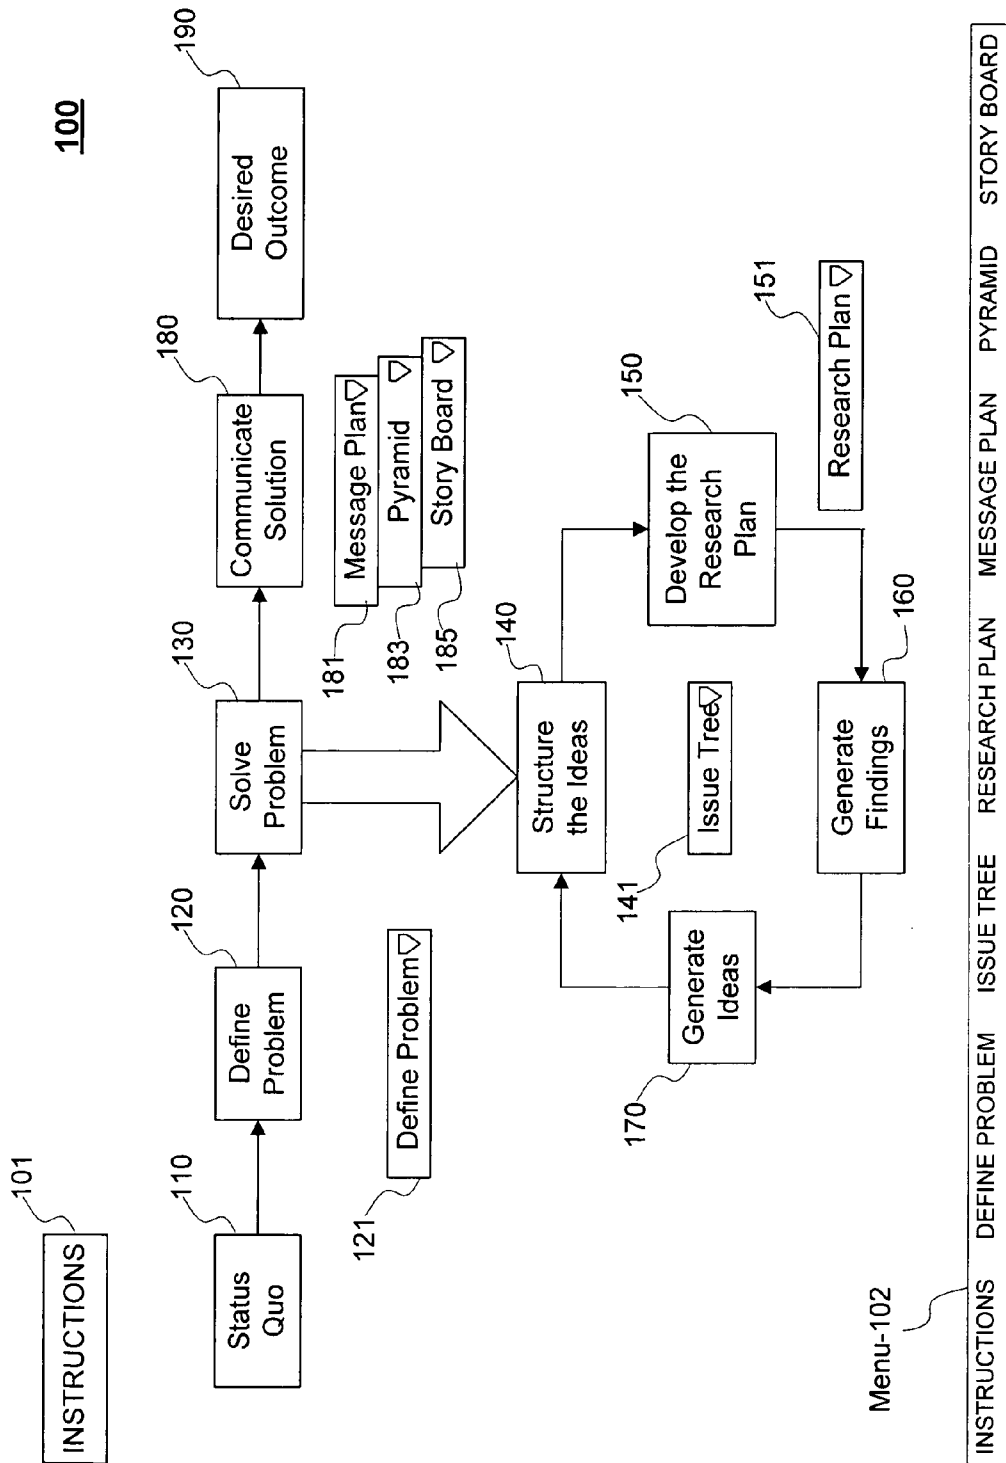 100
INSTRUCTIONS
101
Status
Quo
110
Define
Problem
120
Solve
Problem
130
Communicate
Solution
180
Desired
Outcome
190
Define Problem
121
Message Plan
181
Pyramid
183
Story Board
185
Structure
the Ideas
140
Issue Tree
141
Develop the
Research
Plan
150
Research Plan
151
Generate
Findings
160
Generate
Ideas
170
Menu-102
INSTRUCTIONS DEFINE PROBLEM ISSUE TREE RESEARCH PLAN MESSAGE PLAN PYRAMID STORY BOARD